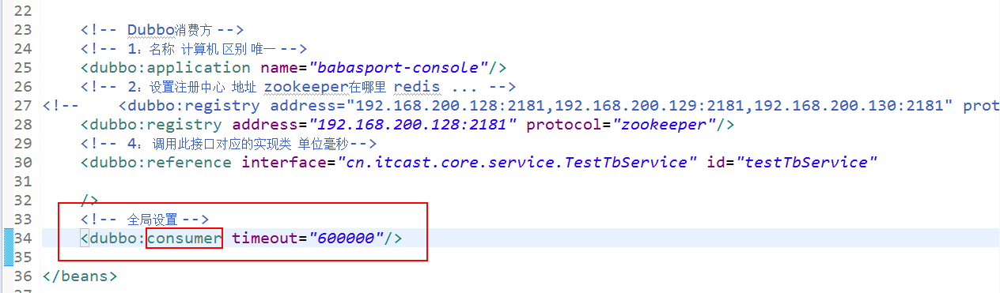 22
23 <!-- Dubbo消费方 -->
24 <!-- 1：名称 计算机 区别 唯一 -->
25 <dubbo:application name="babasport-console"/>
26 <!-- 2：设置注册中心 地址 zookeeper在哪里 redis ... -->
27 <!-- <dubbo:registry address="192.168.200.128:2181,192.168.200.129:2181,192.168.200.130:2181" prot
28 <dubbo:registry address="192.168.200.128:2181" protocol="zookeeper"/>
29 <!-- 4：调用此接口对应的实现类 单位毫秒-->
30 <dubbo:reference interface="cn.itcast.core.service.TestTbService" id="testTbService"
31
32 />
33 <!-- 全局设置 -->
34 <dubbo:consumer timeout="600000"/>
35
36 </beans>